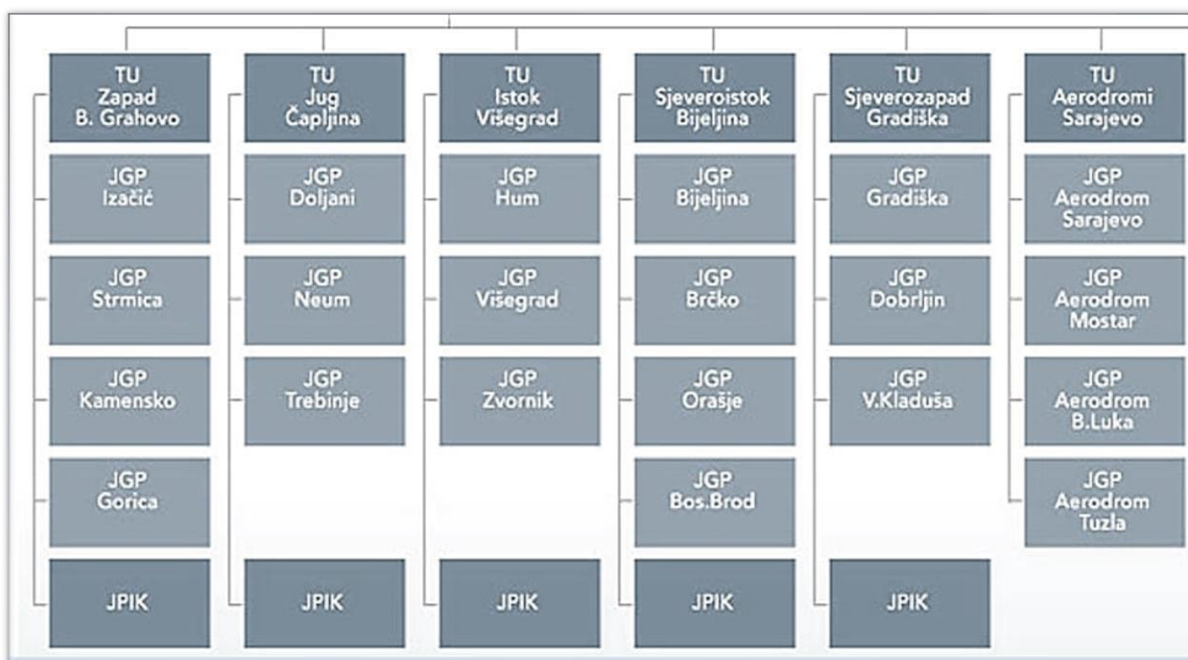 TU
Zapad
B. Grahovo
JGP
Izačić
JGP
Strmica
JGP
Kamensko
JGP
Gorica
JPIK
TU
Jug
Čapljina
JGP
Doljani
JGP
Neum
JGP
Trebinje
JPIK
TU
Istok
Višegrad
JGP
Hum
JGP
Višegrad
JGP
Zvornik
JPIK
TU
Sjeveroistok
Bijeljina
JGP
Bijeljina
JGP
Brčko
JGP
Orašje
JGP
Bos.Brod
JPIK
TU
Sjeverozapad
Gradiška
JGP
Gradiška
JGP
Dobrljin
JGP
V.Kladuša
JPIK
TU
Aerodromi
Sarajevo
JGP
Aerodrom
Sarajevo
JGP
Aerodrom
Mostar
JGP
Aerodrom
B.Luka
JGP
Aerodrom
Tuzla